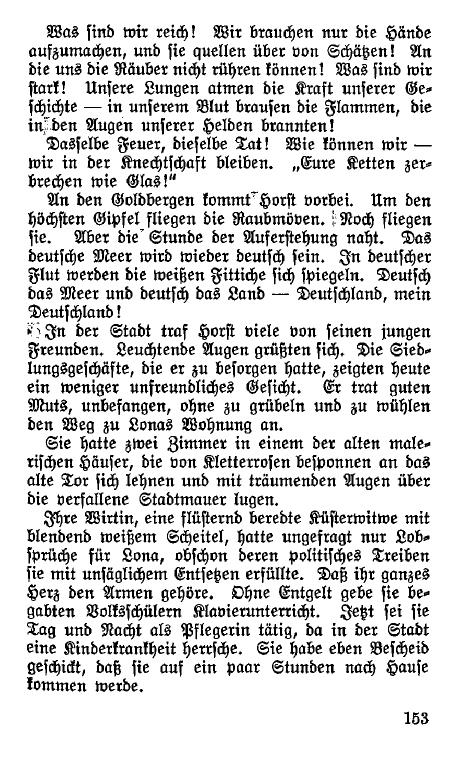 Was sind wir reich! Wir brauchen nur die Hände
aufzumachen, und sie quellen über von Schätzen! An
die uns die Räuber nicht rühren können! Was sind wir
stark! Unsere Lungen atmen die Kraft unserer Ge-
schichte — in unserem Blut brausen die Flammen, die
in den Augen unserer Helden brannten!
Dasselbe Feuer, dieselbe Tat! Wie können wir —
wir in der Knechtschaft bleiben. „Eure Ketten zer-
brechen wie Glas!“
An den Goldbergen kommt Horst vorbei. Um den
höchsten Gipfel fliegen die Raubmöven. Noch fliegen
sie. Aber die Stunde der Auferstehung naht. Das
deutsche Meer wird wieder deutsch sein. In deutscher
Flut werden die weißen Fittiche sich spiegeln. Deutsch
das Meer und deutsch das Land — Deutschland, mein
Deutschland!
In der Stadt traf Horst viele von seinen jungen
Freunden. Leuchtende Augen grüßten sich. Die Sied-
lungsgeschäfte, die er zu besorgen hatte, zeigten heute
ein weniger unfreundliches Gesicht. Er trat guten
Muts, unbefangen, ohne zu grübeln und zu wühlen
den Weg zu Lonas Wohnung an.
Sie hatte zwei Zimmer in einem der alten male-
rischen Häuser, die von Kletterrosen besponnen an das
alte Tor sich lehnen und mit träumenden Augen über
die verfallene Stadtmauer lugen.
Ihre Wirtin, eine flüsternd beredte Küsterwitwe mit
blendend weißem Scheitel, hatte ungefragt nur Lob-
sprüche für Lona, obschon deren politisches Treiben
sie mit unsäglichem Entsetzen erfüllte. Daß ihr ganzes
Herz den Armen gehöre. Ohne Entgelt gebe sie be-
gabten Volksschülern Klavierunterricht. Jetzt sei sie
Tag und Nacht als Pflegerin tätig, da in der Stadt
eine Kinderkrankheit herrsche. Sie habe eben Bescheid
geschickt, daß sie auf ein paar Stunden nach Hause
kommen werde.
153